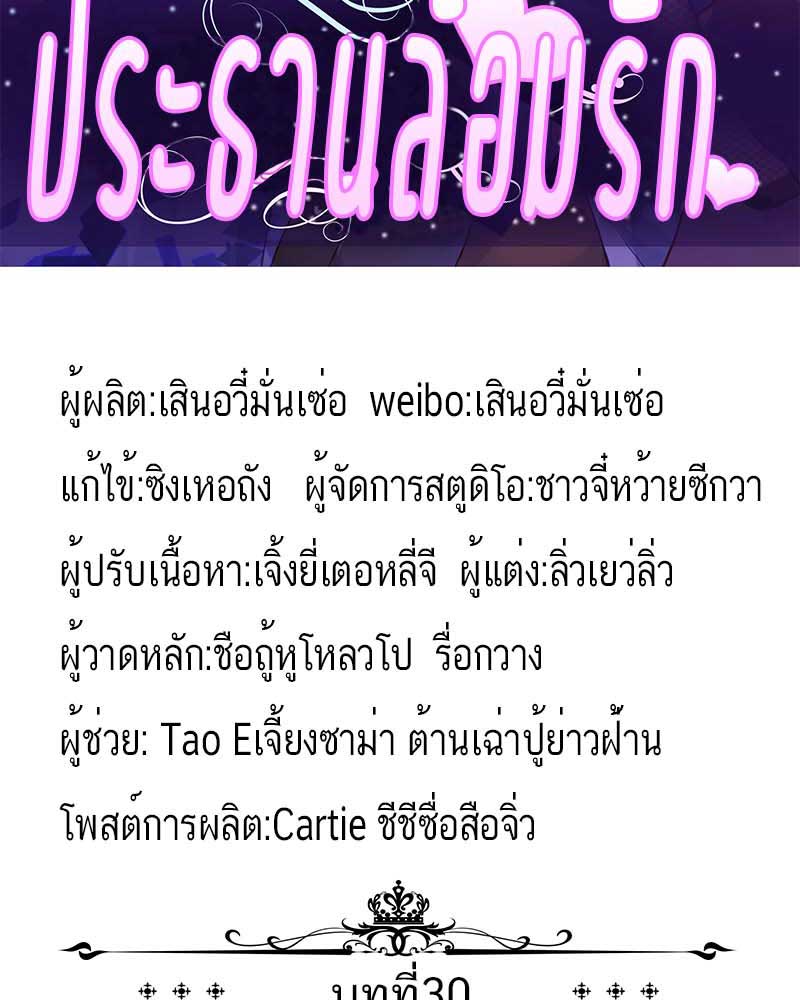 ประธานล้อมรัก
ผู้ผลิต:เสินอวี๋มั่นเซ่อ weibo:เสินอวี๋มั่นเซ่อ
แก้ไข้:ซิงเหอถัง ผู้จัดการสตูดิโอ:ชาวจี๋หว้ายซีกวา
ผู้ปรับเนื้อหา:เจิ้งยี่เตอหลี่จี ผู้แต่ง:ลิ่วเยว่ลิ่ว
ผู้วาดหลัก:ชือถู้หูโหลวโป รื่อกวาง
ผู้ช่วย: Tao Eเจี้ยงซาม่า ต้านเฉ่าปู้ย่าวฝ้าน
โพสต์การผลิต:Cartie ชีชีซื่อสือจิ่ว
บทที่30